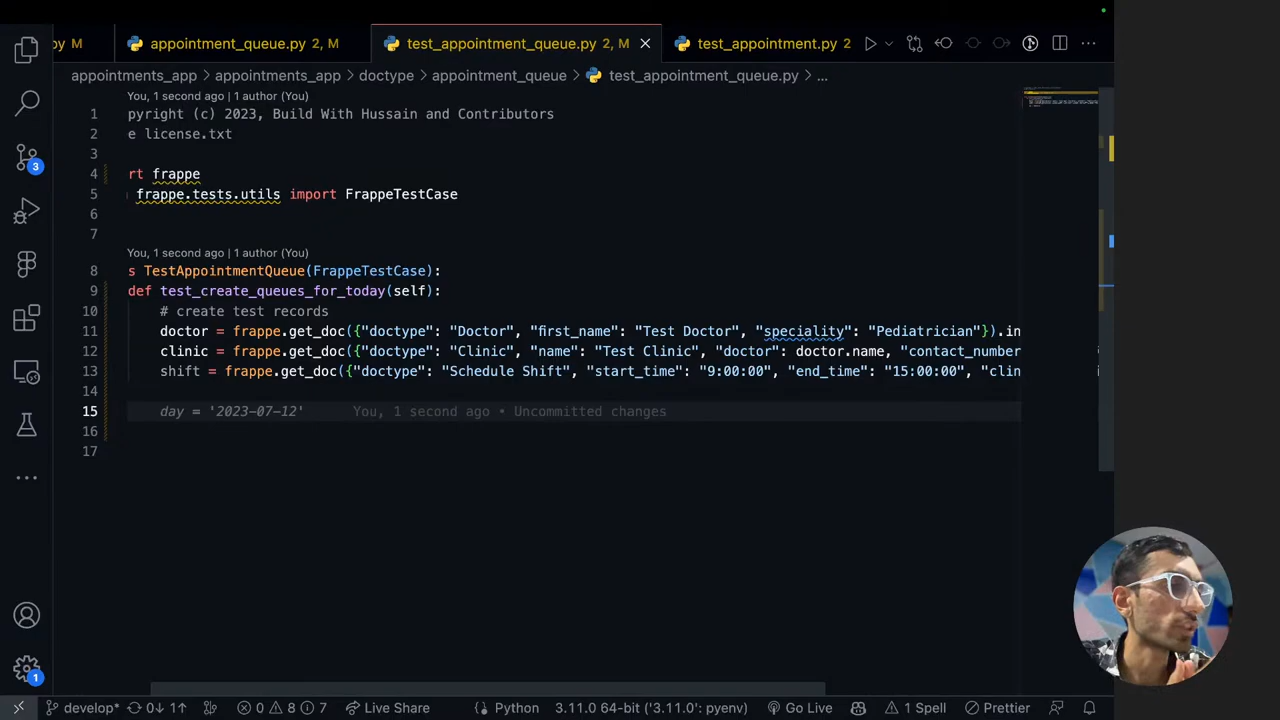 py M
appointment_queue.py 2, M
test_appointment_queue.py 2, M
test_appointment.py 2
appointments_app > appointments_app > doctype > appointment_queue > test_appointment_queue.py > ...
You, 1 second ago | 1 author (You)
1 pyright (c) 2023, Build With Hussain and Contributors
2 e license.txt
3
4 rt frappe
5 frappe.tests.utils import FrappeTestCase
6
7
You, 1 second ago | 1 author (You)
8 s TestAppointmentQueue(FrappeTestCase):
9 def test_create_queues_for_today(self):
10 # create test records
11 doctor = frappe.get_doc({"doctype": "Doctor", "first_name": "Test Doctor", "speciality": "Pediatrician"}).in
12 clinic = frappe.get_doc({"doctype": "Clinic", "name": "Test Clinic", "doctor": doctor.name, "contact_number
13 shift = frappe.get_doc({"doctype": "Schedule Shift", "start_time": "9:00:00", "end_time": "15:00:00", "clin
14
15 day = '2023-07-12' You, 1 second ago • Uncommitted changes
16
17
3
1
develop* 0↓ 1↑ 0 8 7 Live Share Python 3.11.0 64-bit ('3.11.0': pyenv) Go Live 1 Spell Prettier